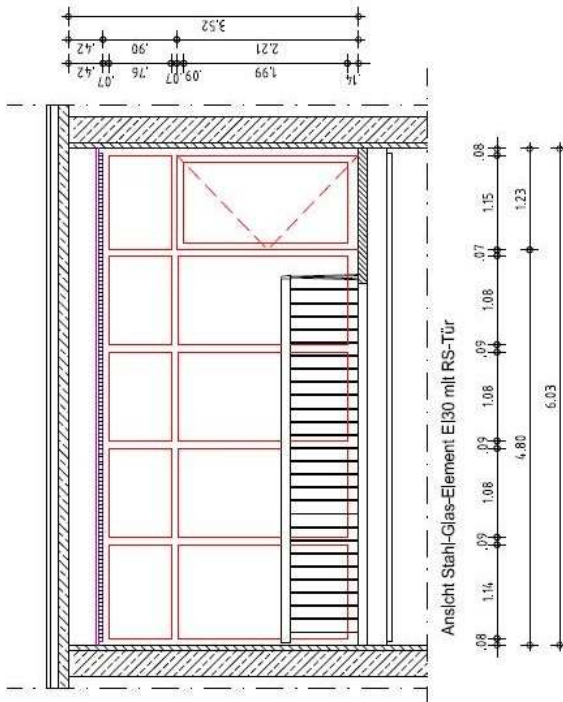 3.52
.42 .90 2.21
.42 .07 .76 .07 .09 1.99 .14
Ansicht Stahl-Glas-Element EI30 mit RS-Tür
.08 1.14 .09 1.08 .09 1.08 .09 1.08 .07 1.15 .08
4.80 1.23
6.03